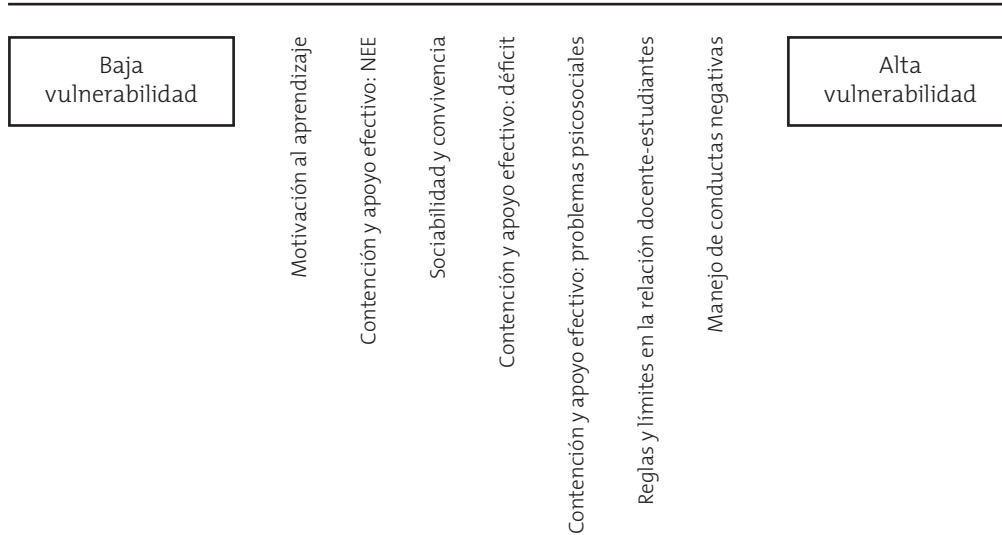 Baja
vulnerabilidad
Motivación al aprendizaje
Contención y apoyo efectivo: NEE
Sociabilidad y convivencia
Contención y apoyo efectivo: déficit
Contención y apoyo efectivo: problemas psicosociales
Reglas y límites en la relación docente-estudiantes
Manejo de conductas negativas
Alta
vulnerabilidad